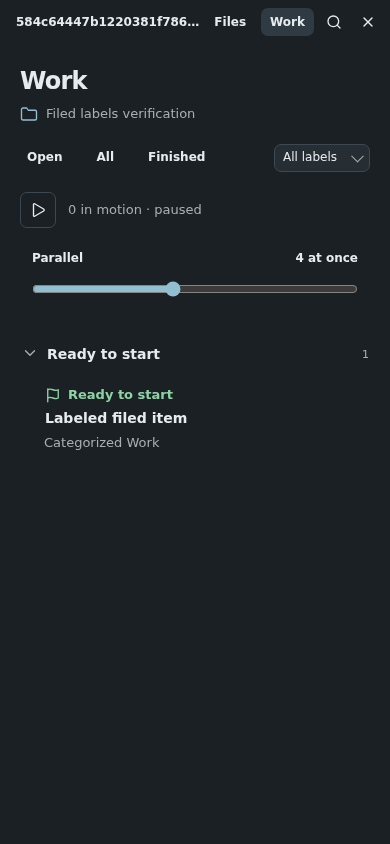 584c64447b1220381f786... Files Work
Work
Filed labels verification
Open All Finished All labels
0 in motion · paused
Parallel 4 at once
Ready to start 1
Ready to start
Labeled filed item
Categorized Work